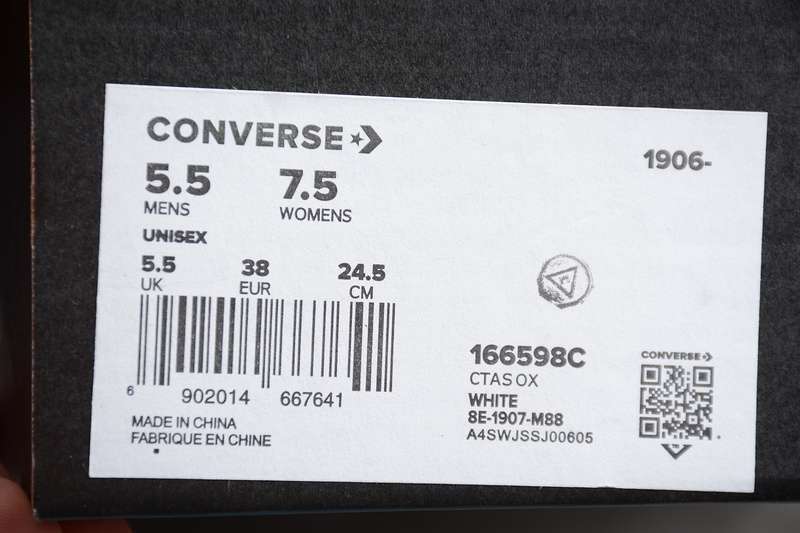 CONVERSE
1906-
5.5 7.5
MENS WOMENS
UNISEX
5.5 38 24.5
UK EUR CM
6 902014 667641
MADE IN CHINA
FABRIQUE EN CHINE
166598C
CTAS OX
WHITE
8E-1907-M88
A4SWJSSJ00605
CONVERSE